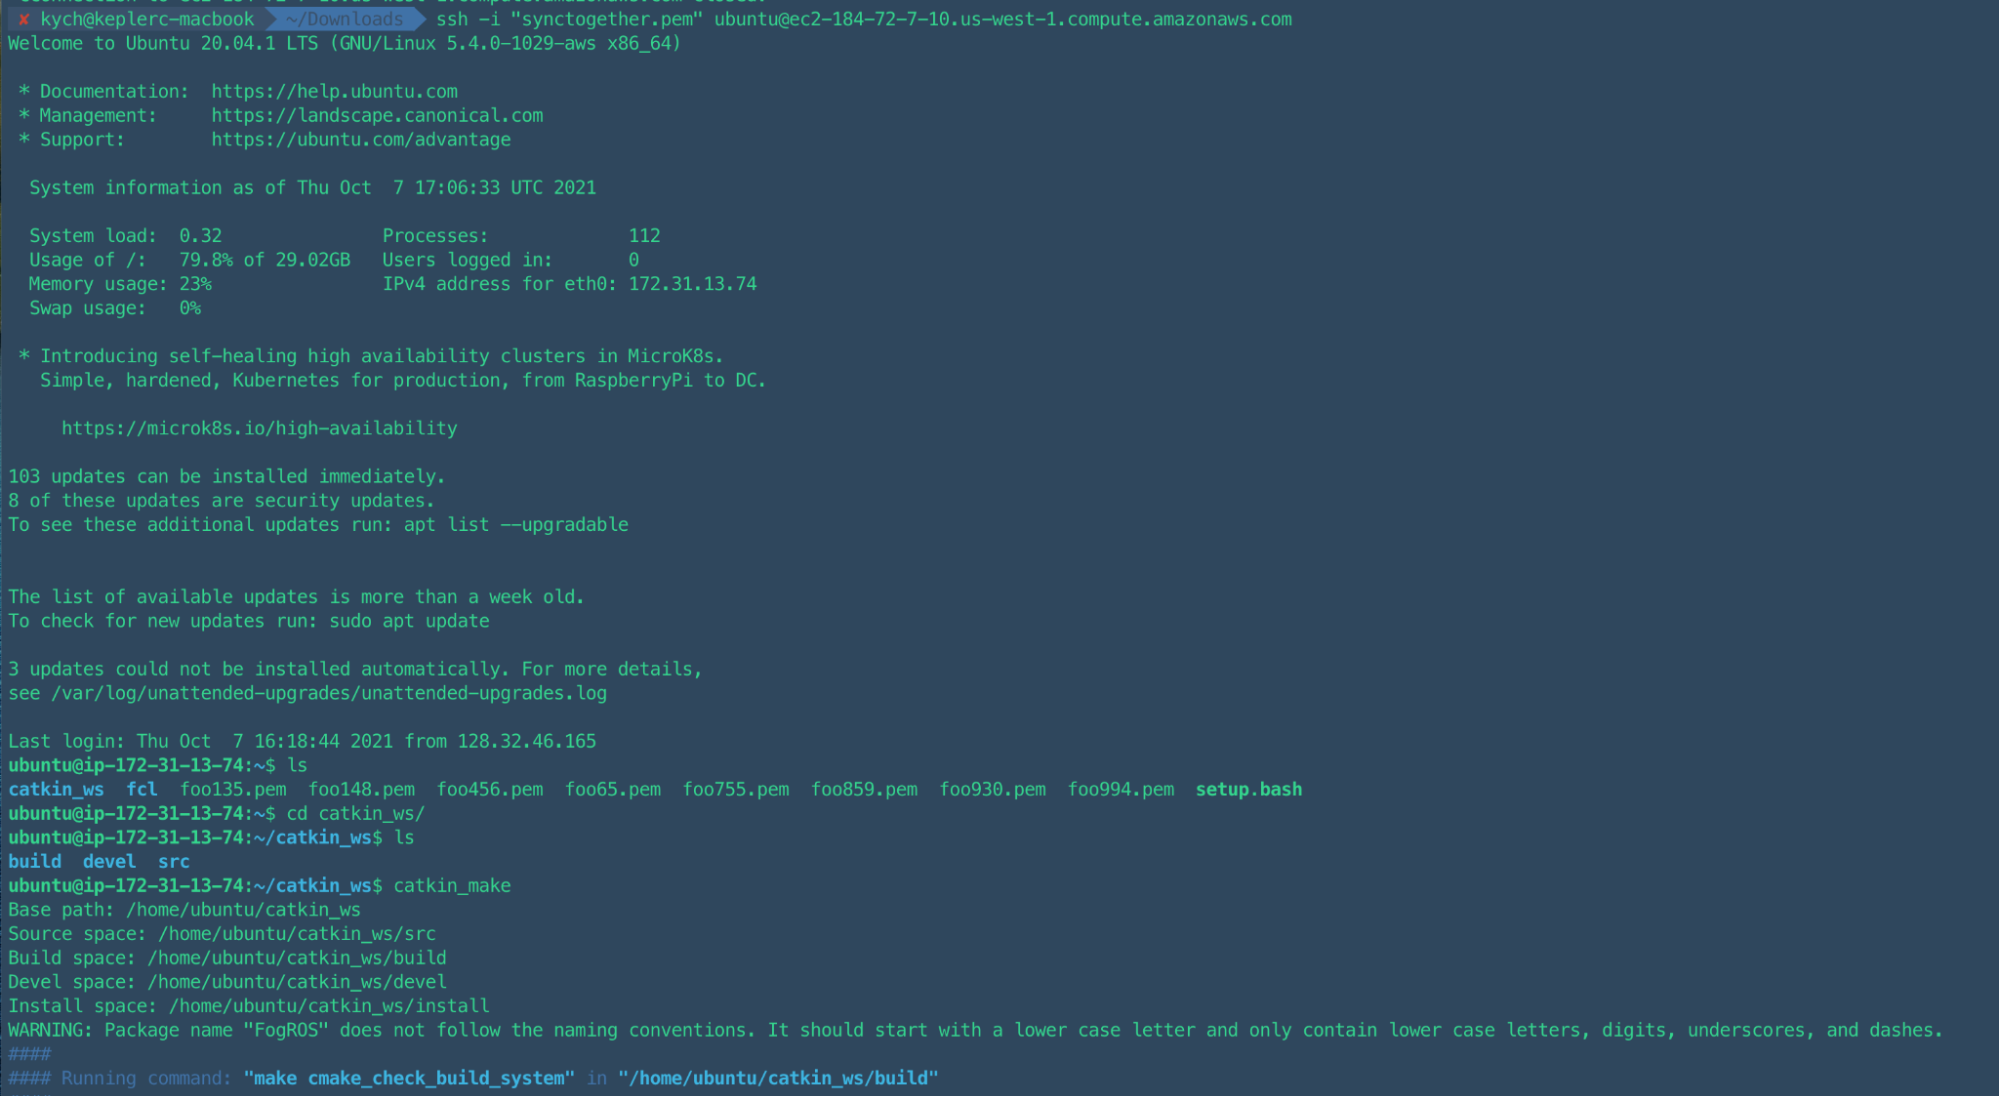 ✘ kych@keplerc-macbook ~/Downloads ssh -i "synctogether.pem" ubuntu@ec2-184-72-7-10.us-west-1.compute.amazonaws.com
Welcome to Ubuntu 20.04.1 LTS (GNU/Linux 5.4.0-1029-aws x86_64)
* Documentation:  https://help.ubuntu.com
* Management:     https://landscape.canonical.com
* Support:        https://ubuntu.com/advantage
System information as of Thu Oct  7 17:06:33 UTC 2021
System load:  0.32               Processes:             112
Usage of /:   79.8% of 29.02GB   Users logged in:       0
Memory usage: 23%                IPv4 address for eth0: 172.31.13.74
Swap usage:   0%
* Introducing self-healing high availability clusters in MicroK8s.
Simple, hardened, Kubernetes for production, from RaspberryPi to DC.
https://microk8s.io/high-availability
103 updates can be installed immediately.
8 of these updates are security updates.
To see these additional updates run: apt list --upgradable
The list of available updates is more than a week old.
To check for new updates run: sudo apt update
3 updates could not be installed automatically. For more details,
see /var/log/unattended-upgrades/unattended-upgrades.log
Last login: Thu Oct  7 16:18:44 2021 from 128.32.46.165
ubuntu@ip-172-31-13-74:~$ ls
catkin_ws  fcl  foo135.pem  foo148.pem  foo456.pem  foo65.pem  foo755.pem  foo859.pem  foo930.pem  foo994.pem  setup.bash
ubuntu@ip-172-31-13-74:~$ cd catkin_ws/
ubuntu@ip-172-31-13-74:~/catkin_ws$ ls
build  devel  src
ubuntu@ip-172-31-13-74:~/catkin_ws$ catkin_make
Base path: /home/ubuntu/catkin_ws
Source space: /home/ubuntu/catkin_ws/src
Build space: /home/ubuntu/catkin_ws/build
Devel space: /home/ubuntu/catkin_ws/devel
Install space: /home/ubuntu/catkin_ws/install
WARNING: Package name "FogROS" does not follow the naming conventions. It should start with a lower case letter and only contain lower case letters, digits, underscores, and dashes.
####
#### Running command: "make cmake_check_build_system" in "/home/ubuntu/catkin_ws/build"